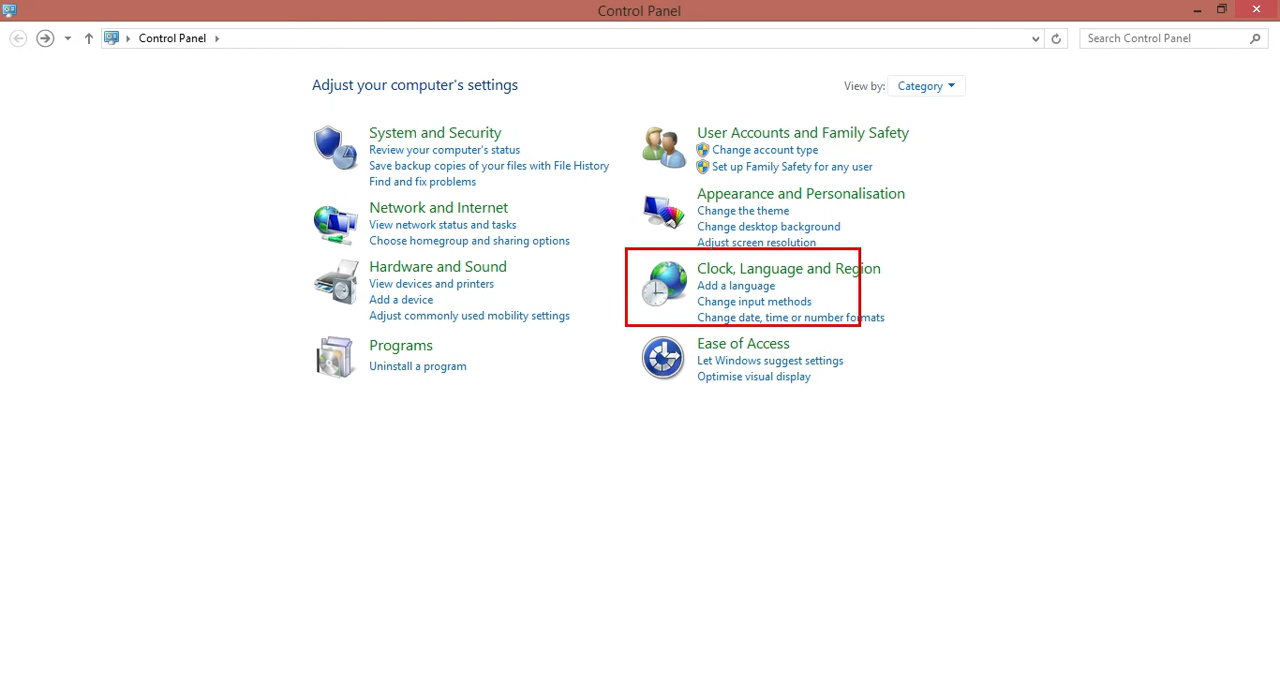 Control Panel
Control Panel
Search Control Panel
Adjust your computer's settings
View by: Category
System and Security
Review your computer's status
Save backup copies of your files with File History
Find and fix problems
Network and Internet
View network status and tasks
Choose homegroup and sharing options
Hardware and Sound
View devices and printers
Add a device
Adjust commonly used mobility settings
Programs
Uninstall a program
User Accounts and Family Safety
Change account type
Set up Family Safety for any user
Appearance and Personalisation
Change the theme
Change desktop background
Adjust screen resolution
Clock, Language and Region
Add a language
Change input methods
Change date, time or number formats
Ease of Access
Let Windows suggest settings
Optimise visual display